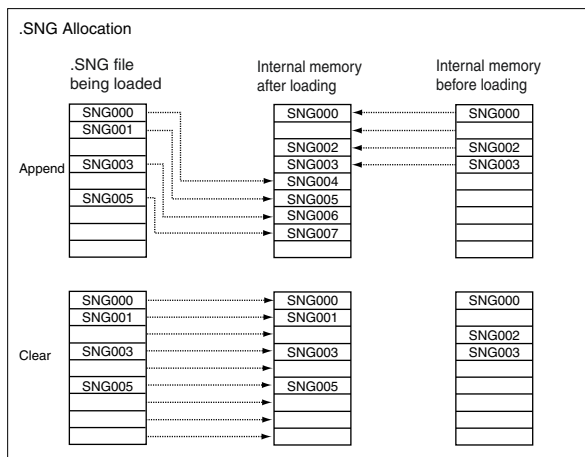 .SNG Allocation
.SNG file
being loaded
Internal memory
after loading
Internal memory
before loading
Append
SNG000
SNG001
SNG003
SNG005
SNG000
SNG002
SNG003
SNG004
SNG005
SNG006
SNG007
SNG000
SNG002
SNG003
Clear
SNG000
SNG001
SNG003
SNG005
SNG000
SNG001
SNG003
SNG005
SNG000
SNG002
SNG003